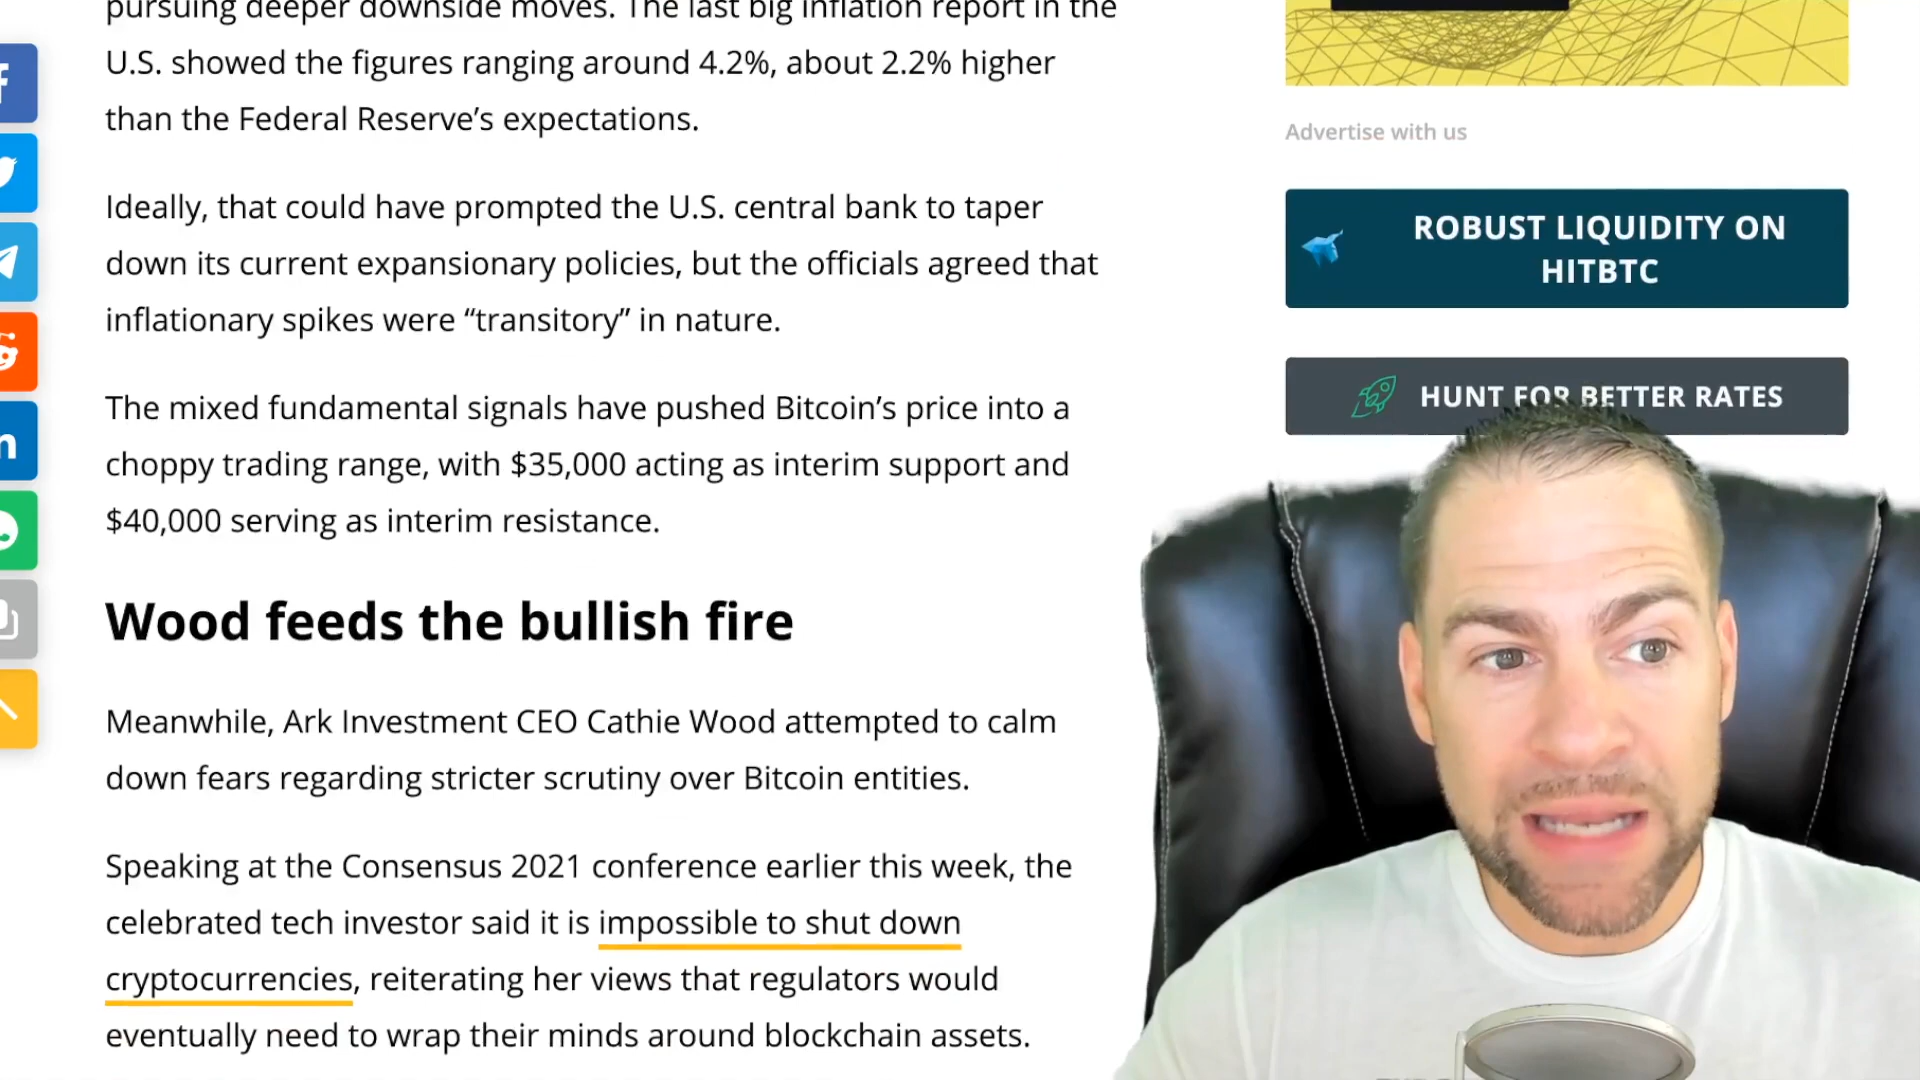 pursuing deeper downside moves. The last big inflation report in the
U.S. showed the figures ranging around 4.2%, about 2.2% higher
than the Federal Reserve’s expectations.
Ideally, that could have prompted the U.S. central bank to taper
down its current expansionary policies, but the officials agreed that
inflationary spikes were “transitory” in nature.
The mixed fundamental signals have pushed Bitcoin’s price into a
choppy trading range, with $35,000 acting as interim support and
$40,000 serving as interim resistance.
Wood feeds the bullish fire
Meanwhile, Ark Investment CEO Cathie Wood attempted to calm
down fears regarding stricter scrutiny over Bitcoin entities.
Speaking at the Consensus 2021 conference earlier this week, the
celebrated tech investor said it is impossible to shut down
cryptocurrencies, reiterating her views that regulators would
eventually need to wrap their minds around blockchain assets.
Advertise with us
ROBUST LIQUIDITY ON
HITBTC
HUNT FOR BETTER RATES